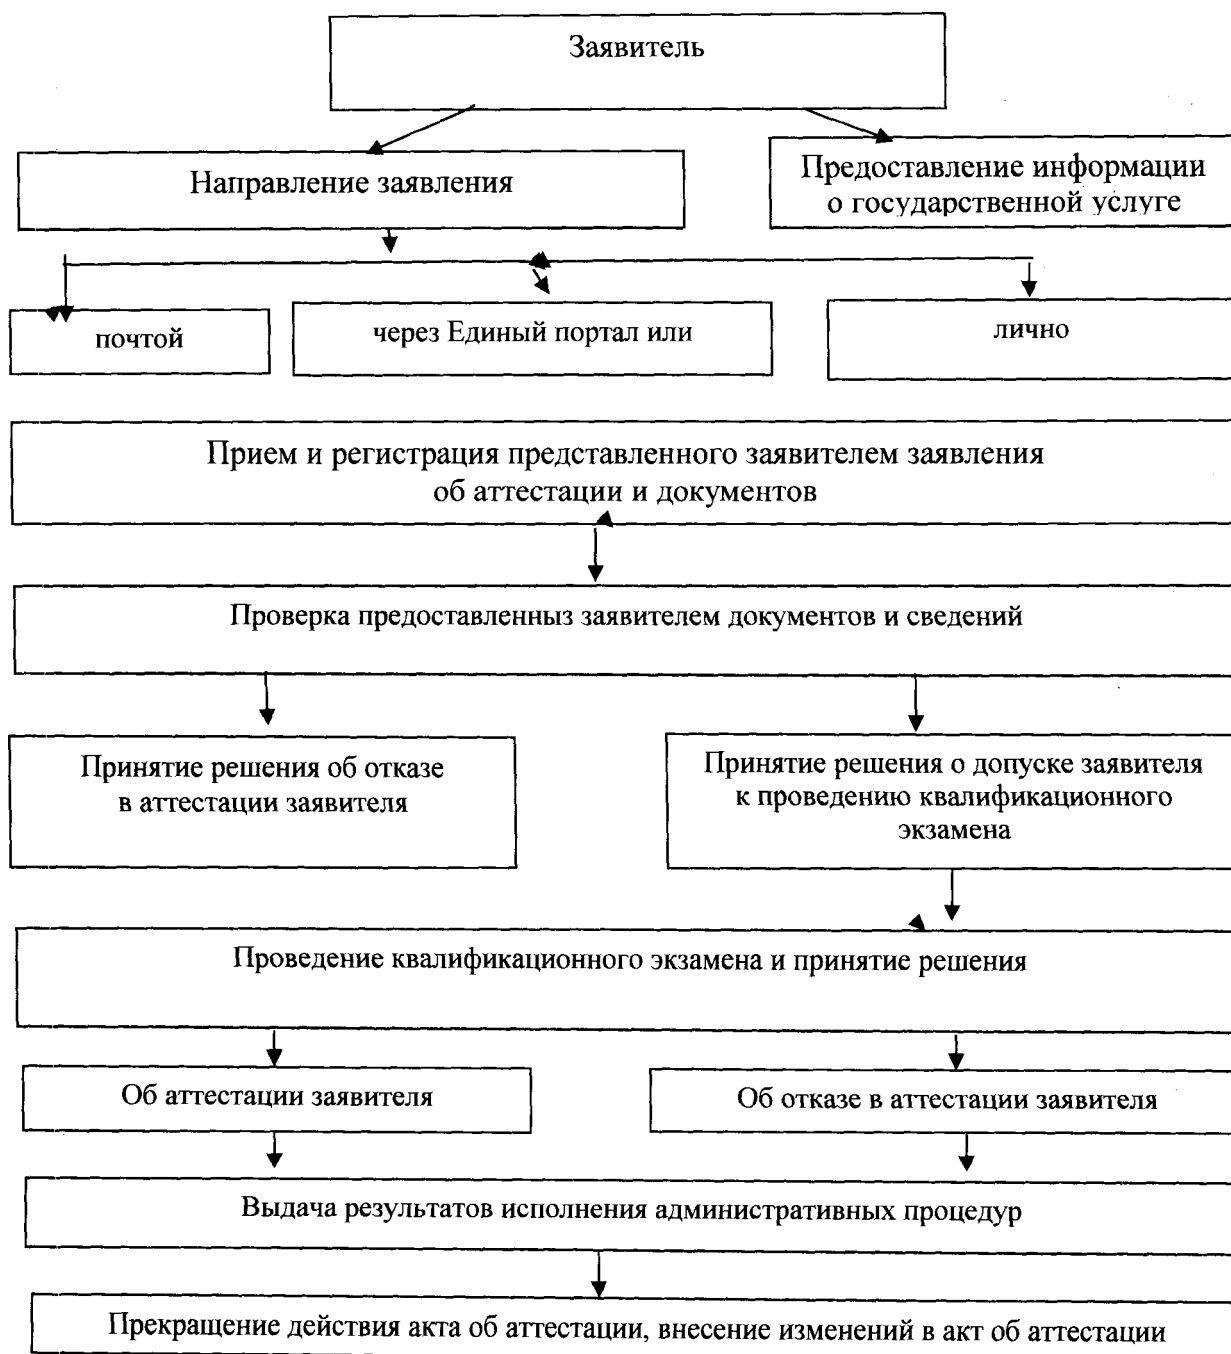 Заявитель
Направление заявления
Предоставление информации
о государственной услуге
почтой
через Единый портал или
лично
Прием и регистрация представленного заявителем заявления
об аттестации и документов
Проверка предоставленныз заявителем документов и сведений
Принятие решения об отказе
в аттестации заявителя
Принятие решения о допуске заявителя
к проведению квалификационного
экзамена
Проведение квалификационного экзамена и принятие решения
Об аттестации заявителя
Об отказе в аттестации заявителя
Выдача результатов исполнения административных процедур
Прекращение действия акта об аттестации, внесение изменений в акт об аттестации